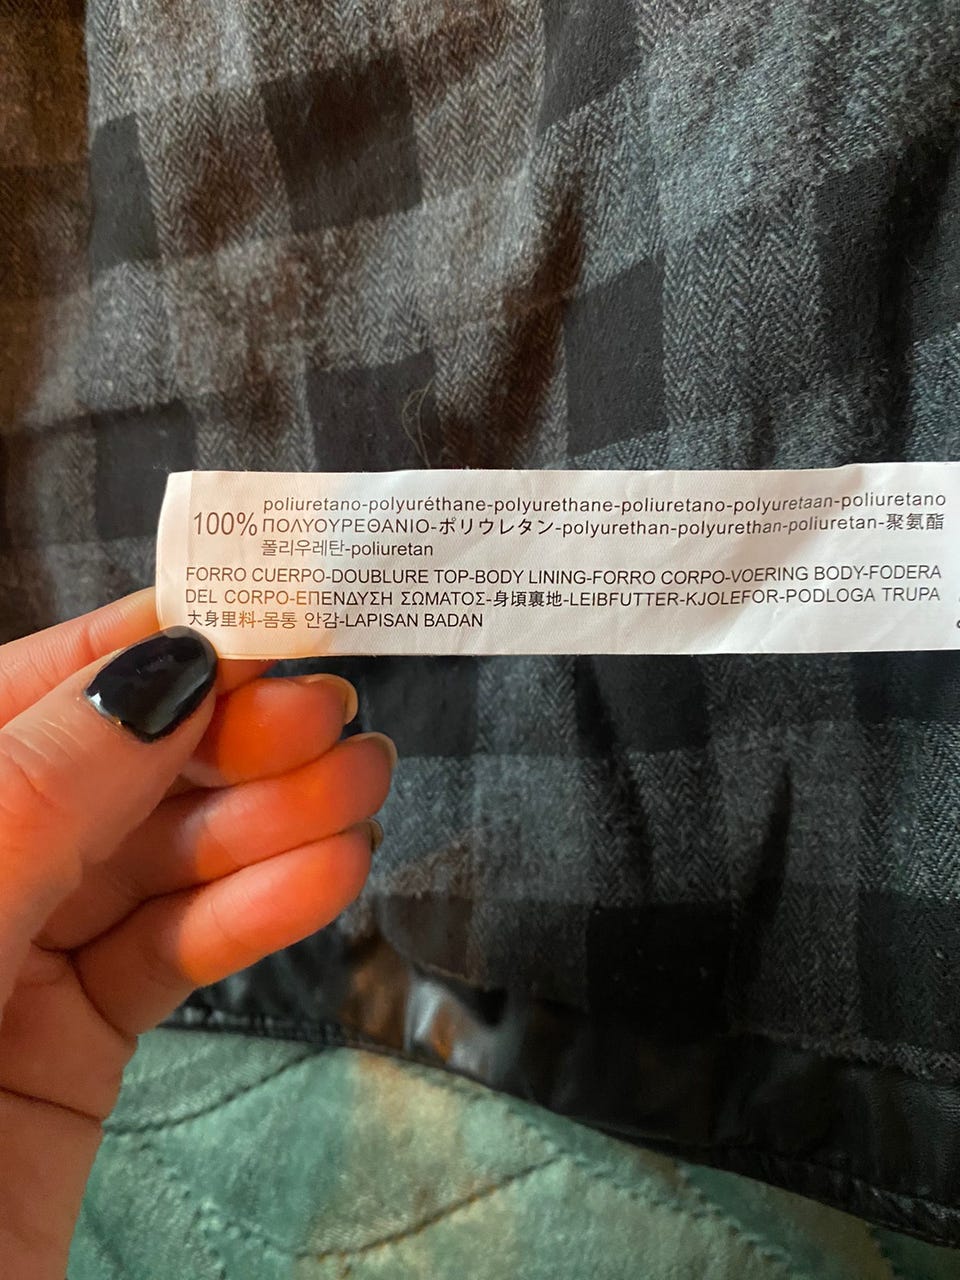 poliuretano-polyuréthane-polyurethane-poliuretano-polyuretaan-poliuretano
100% ΠΟΛΥΟΥΡΕΘΑΝΙΟ-ポリウレタン-polyurethan-polyurethan-poliuretan-聚氨酯
폴리우레탄-poliuretan
FORRO CUERPO-DOUBLURE TOP-BODY LINING-FORRO CORPO-VOERING BODY-FODERA
DEL CORPO-ΕΠΕΝΔΥΣΗ ΣΩΜΑΤΟΣ-身頃裏地-LEIBFUTTER-KJOLEFOR-PODLOGA TRUPA
大身里料-몸통 안감-LAPISAN BADAN